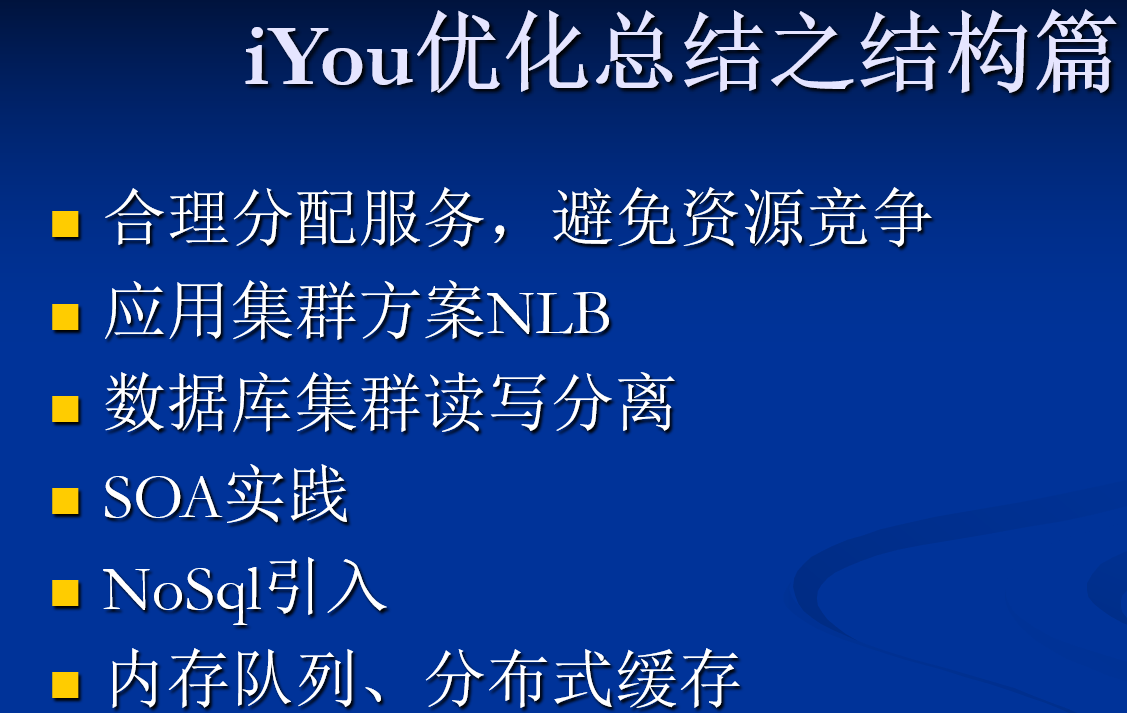 iYou优化总结之结构篇
合理分配服务，避免资源竞争
应用集群方案NLB
数据库集群读写分离
SOA实践
NoSql引入
内存队列、分布式缓存